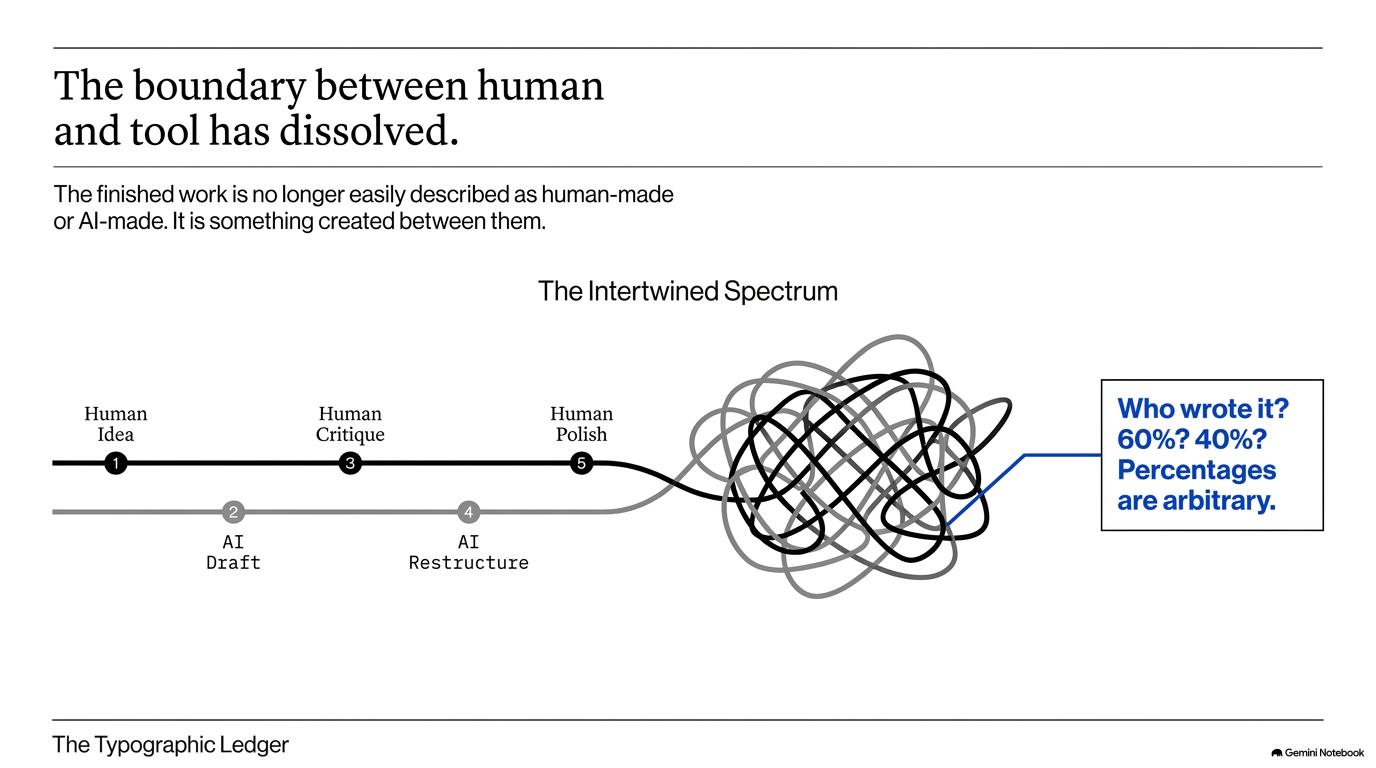 The boundary between human
and tool has dissolved.
The finished work is no longer easily described as human-made
or AI-made. It is something created between them.
The Intertwined Spectrum
Human
Idea
1
2
AI
Draft
Human
Critique
3
4
AI
Restructure
Human
Polish
5
Who wrote it?
60%? 40%?
Percentages
are arbitrary.
The Typographic Ledger
Gemini Notebook